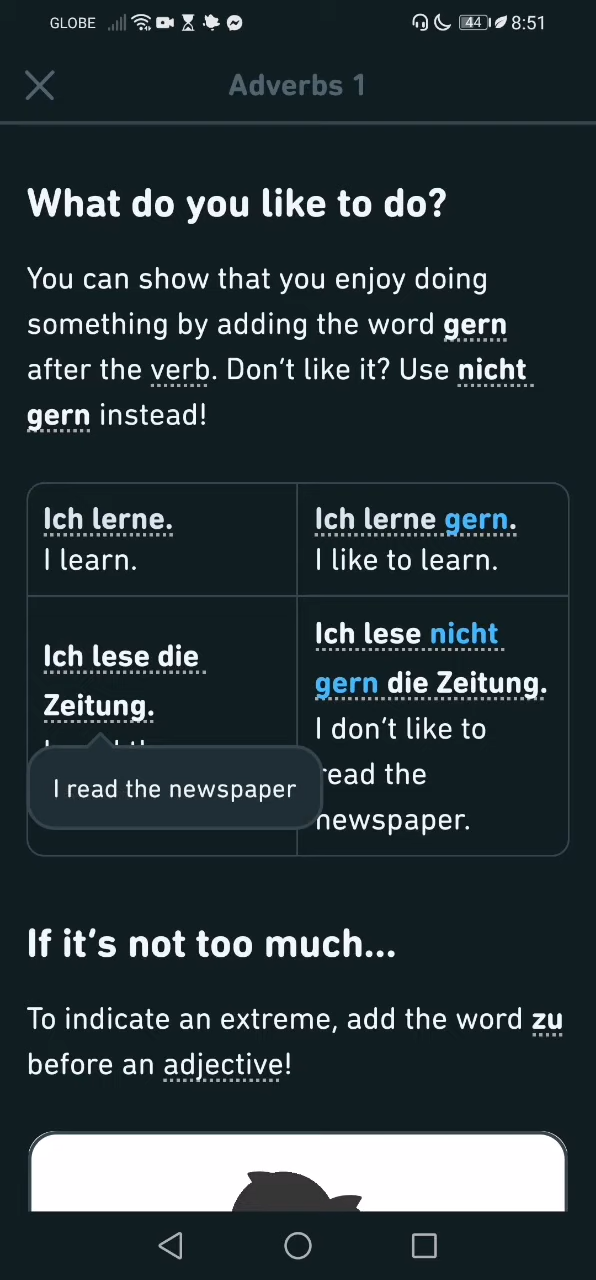 GLOBE 44 8:51
Adverbs 1
What do you like to do?
You can show that you enjoy doing
something by adding the word gern
after the verb. Don't like it? Use nicht
gern instead!
Ich lerne.
I learn.
Ich lerne gern.
I like to learn.
Ich lese die
Zeitung.
I read the newspaper
Ich lese nicht
gern die Zeitung.
I don't like to
read the
newspaper.
If it's not too much...
To indicate an extreme, add the word zu
before an adjective!